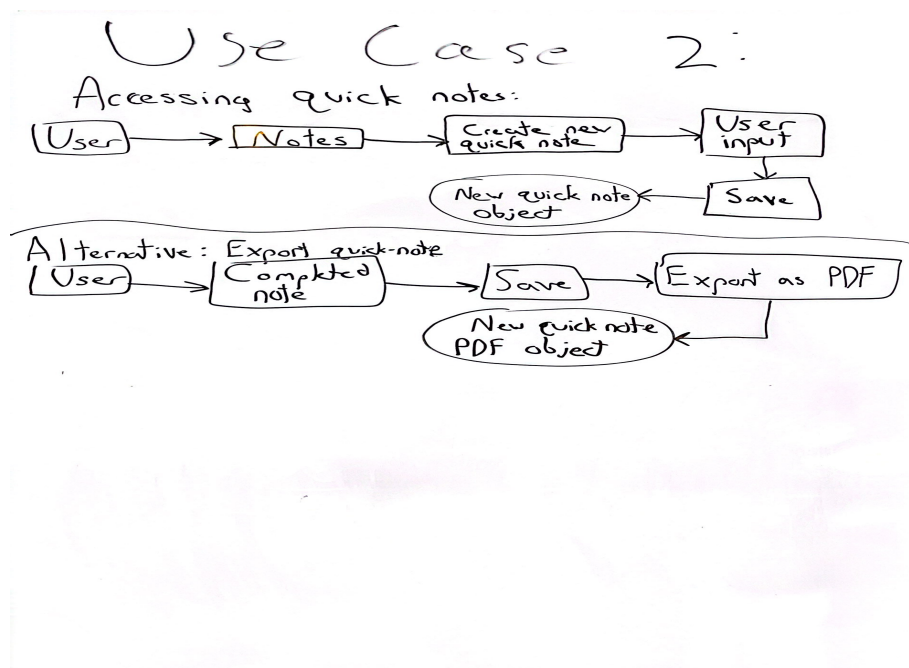 Use Case 2:
Accessing quick notes:
User
Notes
Create new
quick note
User
input
Save
New quick note
object
Alternative: Export quick-note
User
Completed
note
Save
Export as PDF
New quick note
PDF object